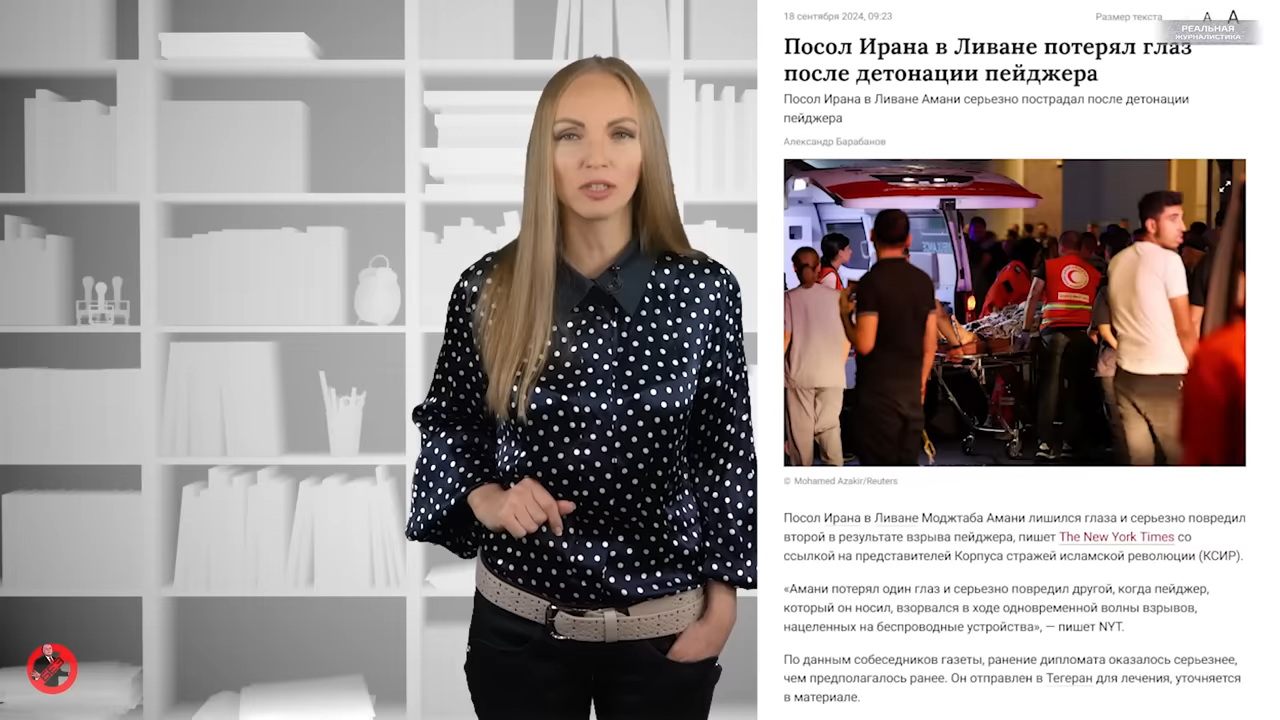 18 сентября 2024, 09:23
Размер текста A A
РЕАЛЬНАЯ
ЖУРНАЛИСТИКА
Посол Ирана в Ливане потерял глаз
после детонации пейджера
Посол Ирана в Ливане Амани серьезно пострадал после детонации
пейджера
Александр Барабанов
© Mohamed Azakir/Reuters
Посол Ирана в Ливане Моджтаба Амани лишился глаза и серьезно повредил
второй в результате взрыва пейджера, пишет The New York Times со
ссылкой на представителей Корпуса стражей исламской революции (КСИР).
«Амани потерял один глаз и серьезно повредил другой, когда пейджер,
который он носил, взорвался в ходе одновременной волны взрывов,
нацеленных на беспроводные устройства», — пишет NYT.
По данным собеседников газеты, ранение дипломата оказалось серьезнее,
чем предполагалось ранее. Он отправлен в Тегеран для лечения, уточняется
в материале.